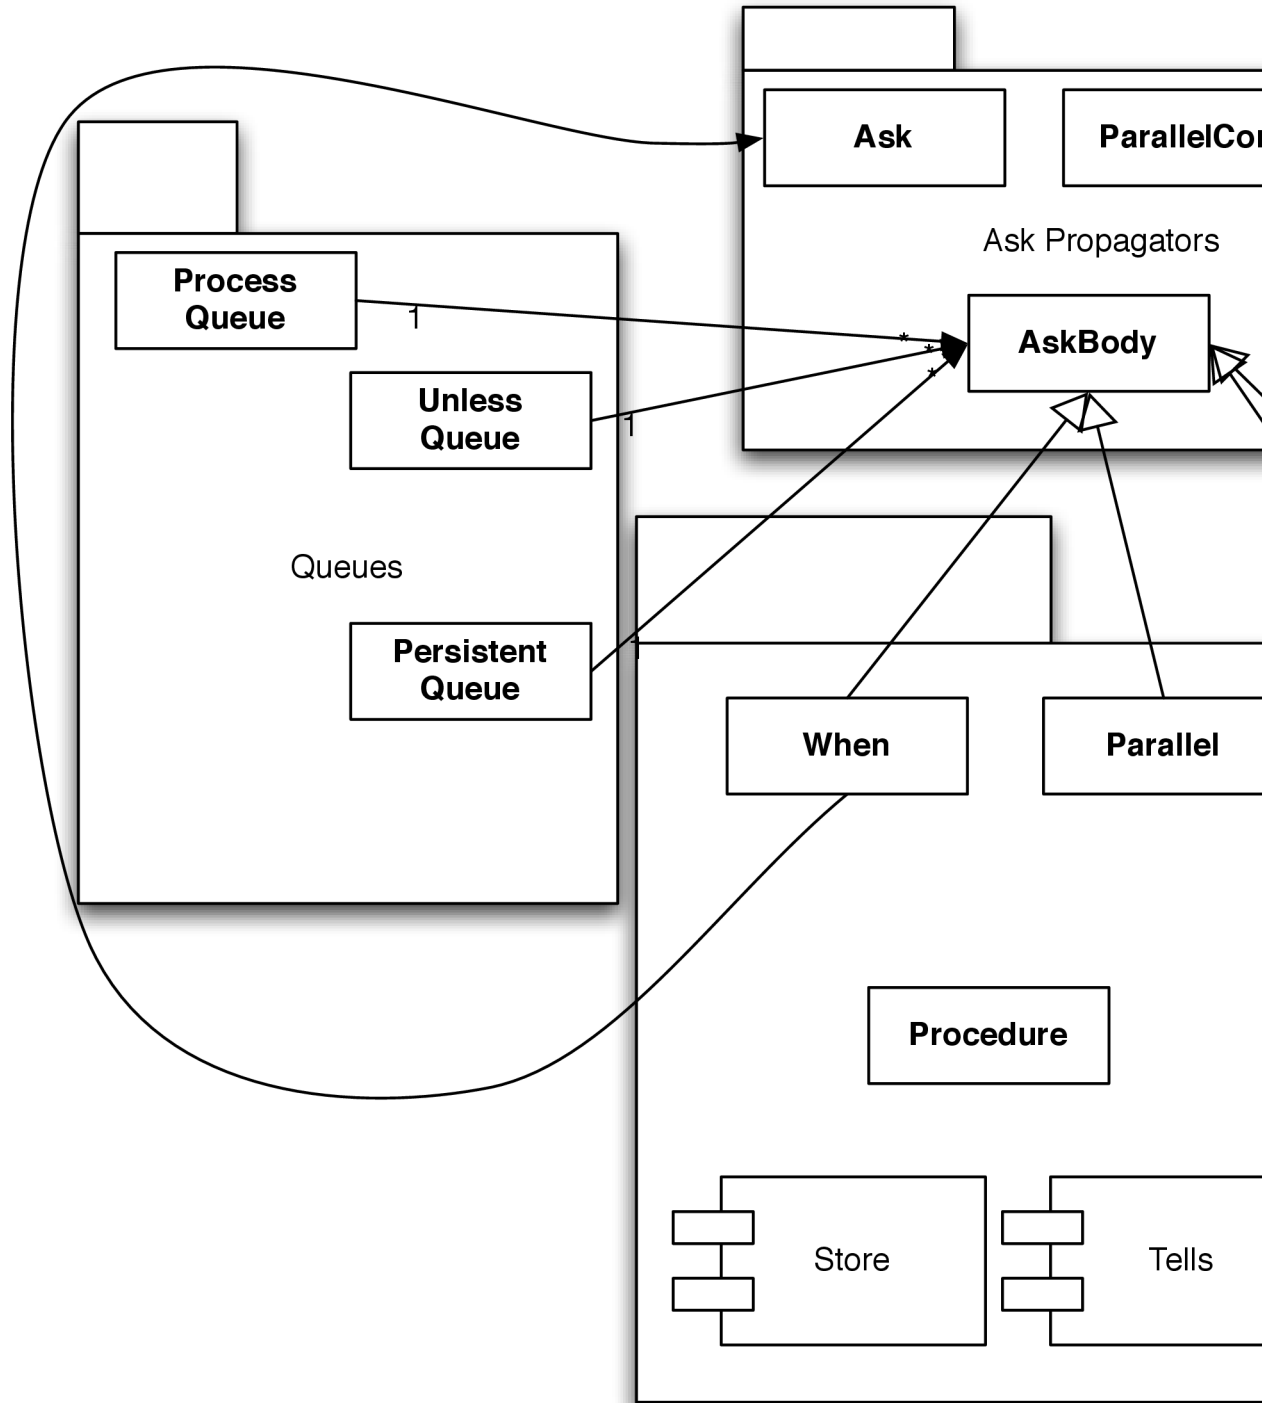 Ask
ParallelCor
Ask Propagators
Process
Queue
1
*
*
*
AskBody
Unless
Queue
1
Queues
Persistent
Queue
1
When
Parallel
Procedure
Store
Tells